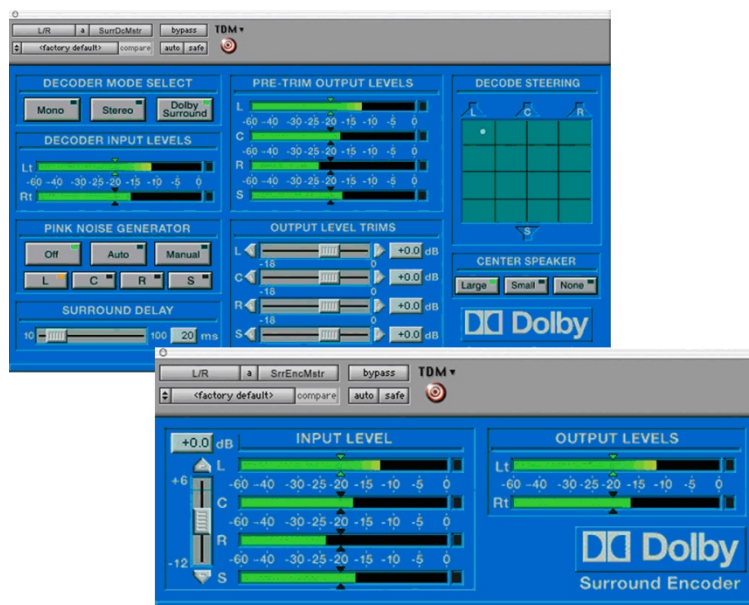 L/R a SurrDcMstr bypass TDM
<factory default> compare auto safe
DECODER MODE SELECT
Mono Stereo Dolby Surround
DECODER INPUT LEVELS
Lt
-60 -40 -30 -25 -20 -15 -10 -5 0
Rt
PINK NOISE GENERATOR
Off Auto Manual
L C R S
SURROUND DELAY
10 100 20 ms
PRE-TRIM OUTPUT LEVELS
L
-60 -40 -30 -25 -20 -15 -10 -5 0
C
-60 -40 -30 -25 -20 -15 -10 -5 0
R
-60 -40 -30 -25 -20 -15 -10 -5 0
S
OUTPUT LEVEL TRIMS
L +0.0 dB
-18 0
C +0.0 dB
-18 0
R +0.0 dB
-18 0
S +0.0 dB
DECODE STEERING
L C R
S
CENTER SPEAKER
Large Small None
Dolby
L/R a SrrEncMstr bypass TDM
<factory default> compare auto safe
+0.0 dB
+6
-12
INPUT LEVEL
L
-60 -40 -30 -25 -20 -15 -10 -5 0
C
-60 -40 -30 -25 -20 -15 -10 -5 0
R
-60 -40 -30 -25 -20 -15 -10 -5 0
S
OUTPUT LEVELS
Lt
-60 -40 -30 -25 -20 -15 -10 -5 0
Rt
Dolby
Surround Encoder